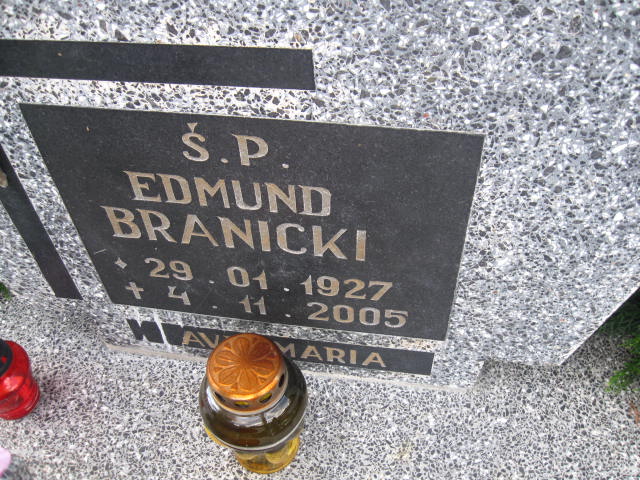 Ś.P.
EDMUND
BRANICKI
* 29.01.1927
+ 4.11.2005
MARIA